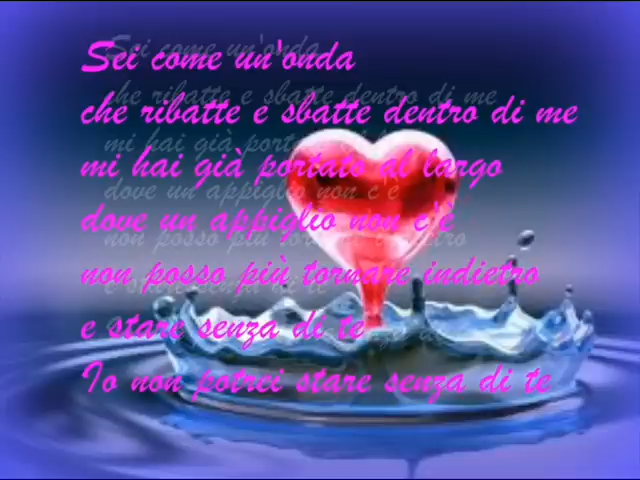 Sei come un'onda
che ribatte e sbatte dentro di me
mi hai già portato al largo
dove un appiglio non c'è
non posso più tornare indietro
e stare senza di te
Io non potrei stare senza di te